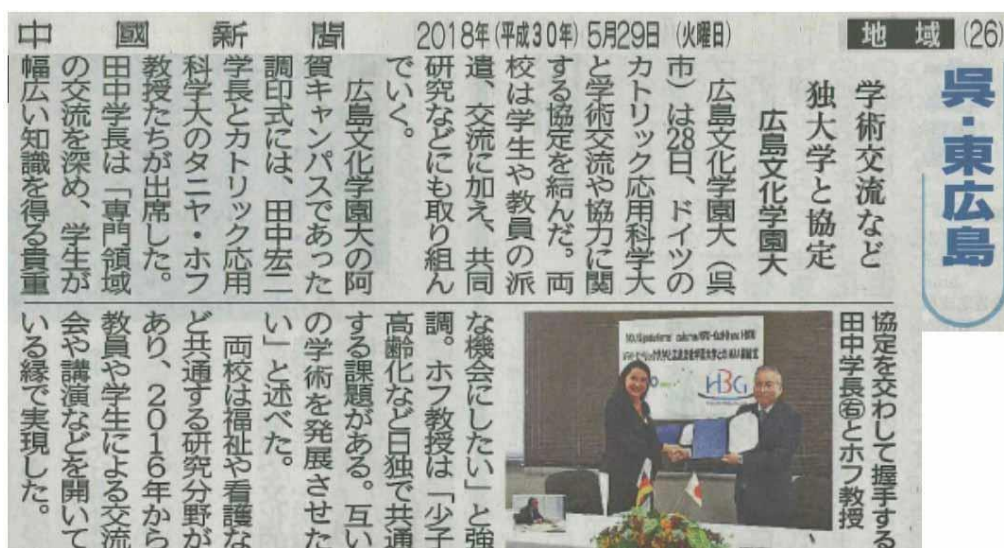 中國新聞 2018年(平成30年)5月29日 (火曜日) 地域 (26)
呉・東広島
学術交流など
独大学と協定
広島文化学園大
広島文化学園大(呉
市)は28日、ドイツの
カトリック応用科学大
と学術交流や協力に関
する協定を結んだ。両
校は学生や教員の派
遣、交流に加え、共同
研究などにも取り組ん
でいく。
広島文化学園大の阿
賀キャンパスであった
調印式には、田中宏二
学長とカトリック応用
科学大のタニヤ・ホフ
教授たちが出席した。
田中学長は「専門領域
の交流を深め、学生が
幅広い知識を得る貴重
な機会にしたい」と強
調。ホフ教授は「少子
高齢化など日独で共通
する課題がある。互い
の学術を発展させた
い」と述べた。
両校は福祉や看護な
ど共通する研究分野が
あり、2016年から
教員や学生による交流
会や講演などを開いて
いる縁で実現した。
協定を交わして握手する
田中学長㊨とホフ教授
HBG